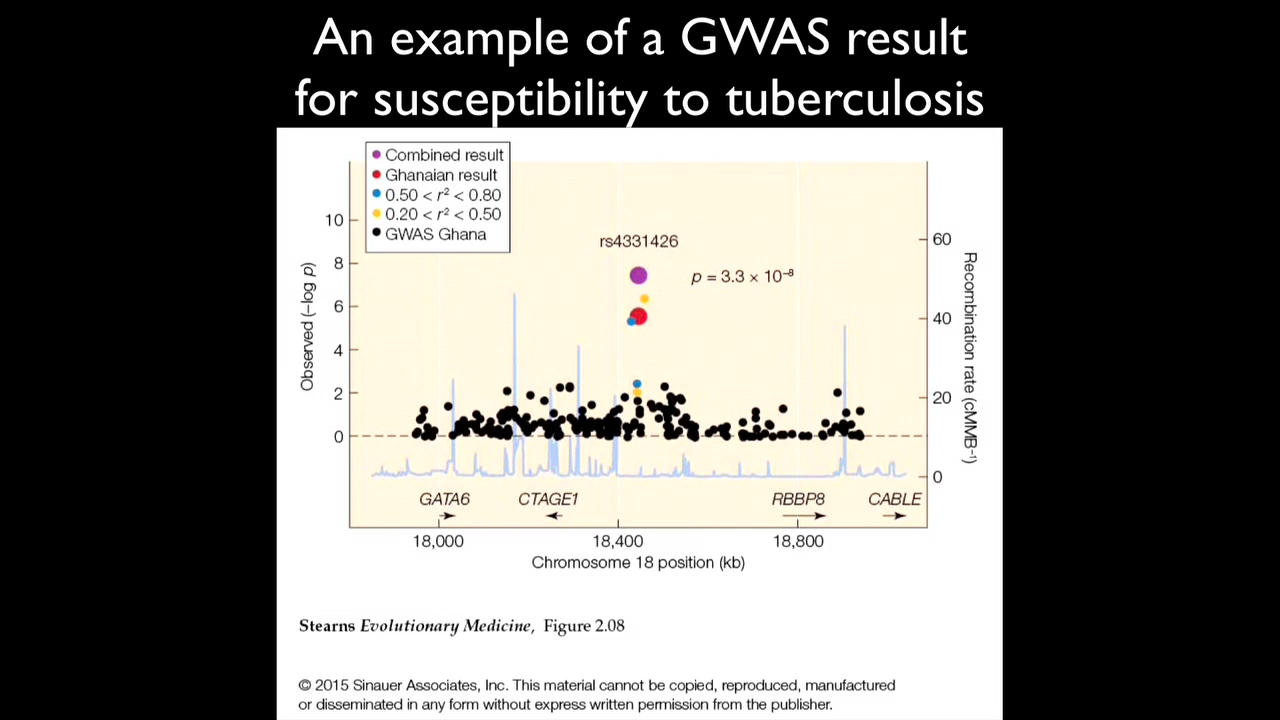 An example of a GWAS result
for susceptibility to tuberculosis
Combined result
Ghanaian result
0.50 < r² < 0.80
0.20 < r² < 0.50
GWAS Ghana
10
8
6
4
2
0
Observed (–log p)
rs4331426
p = 3.3 × 10⁻⁸
60
40
20
0
Recombination rate (cMMB⁻¹)
GATA6
CTAGE1
RBBP8
CABLE
18,000
18,400
18,800
Chromosome 18 position (kb)
Stearns Evolutionary Medicine, Figure 2.08
© 2015 Sinauer Associates, Inc. This material cannot be copied, reproduced, manufactured
or disseminated in any form without express written permission from the publisher.